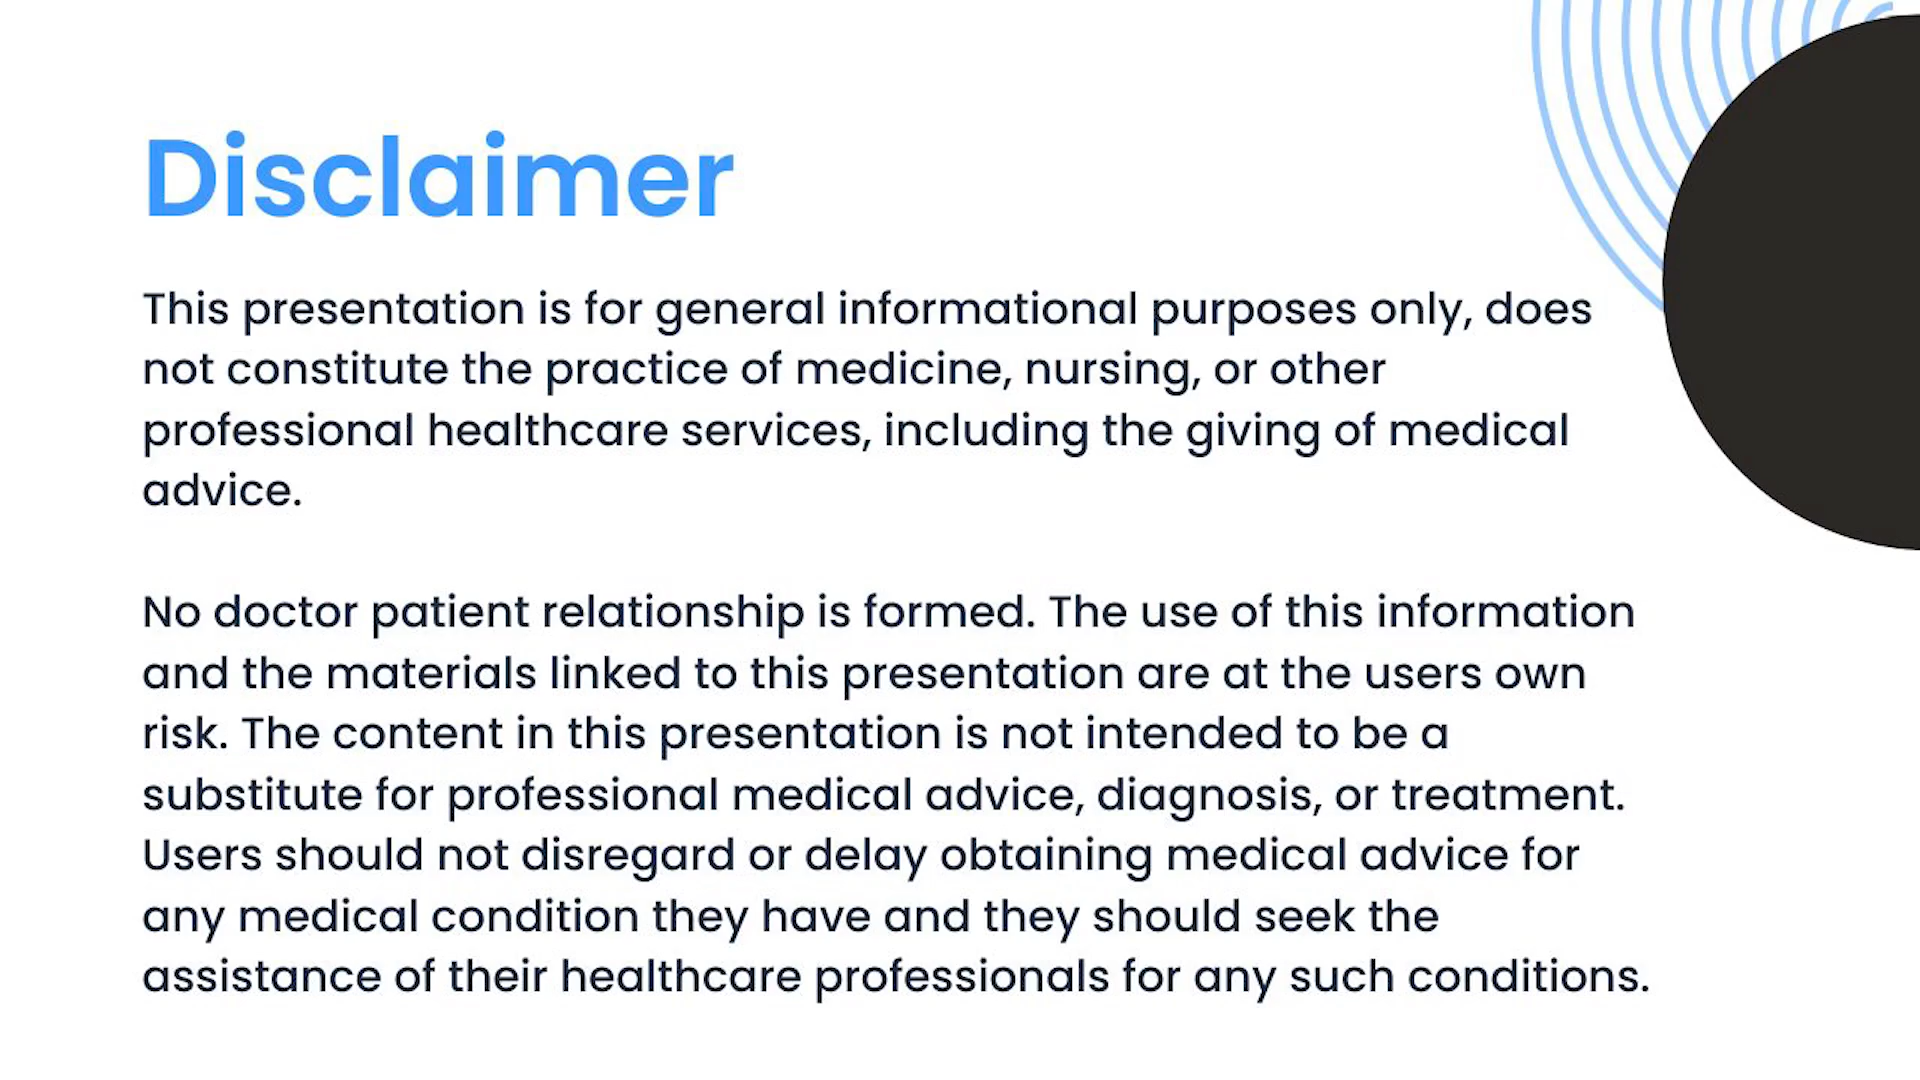 Disclaimer
This presentation is for general informational purposes only, does
not constitute the practice of medicine, nursing, or other
professional healthcare services, including the giving of medical
advice.
No doctor patient relationship is formed. The use of this information
and the materials linked to this presentation are at the users own
risk. The content in this presentation is not intended to be a
substitute for professional medical advice, diagnosis, or treatment.
Users should not disregard or delay obtaining medical advice for
any medical condition they have and they should seek the
assistance of their healthcare professionals for any such conditions.